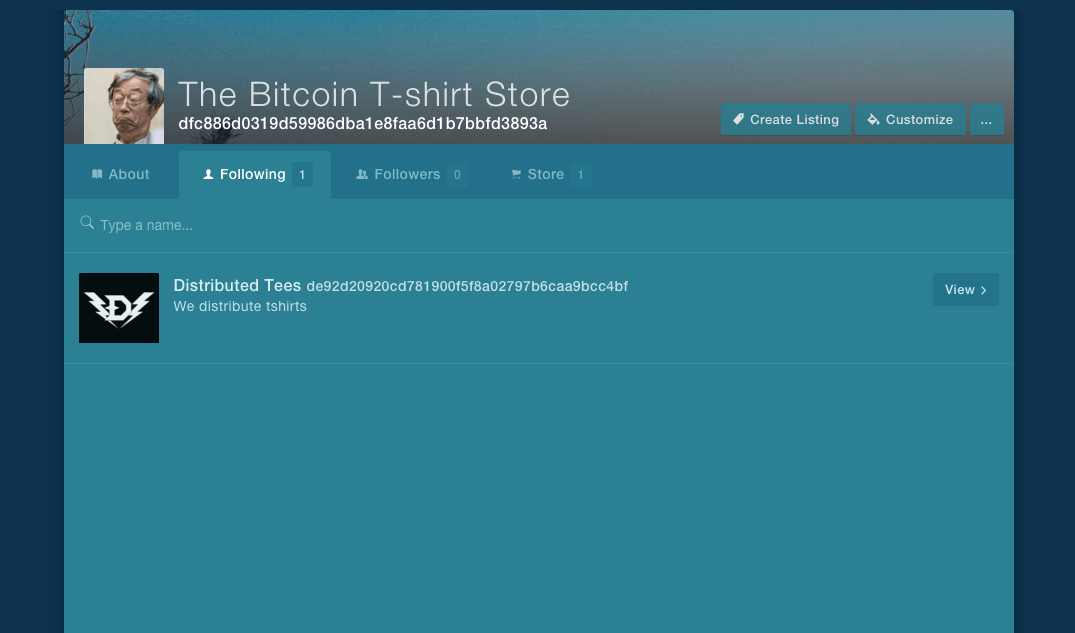 The Bitcoin T-shirt Store
dfc886d0319d59986dba1e8faa6d1b7bbfd3893a
Create Listing
Customize
...
About
Following 1
Followers 0
Store 1
Type a name...
Distributed Tees de92d20920cd781900f5f8a02797b6caa9bcc4bf
We distribute tshirts
View
D